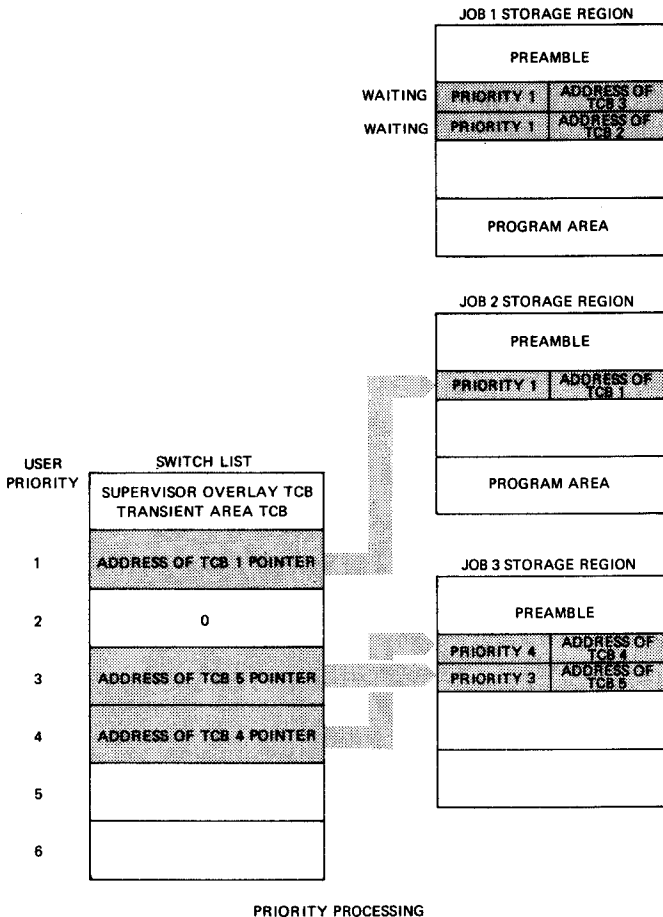 JOB 1 STORAGE REGION
PREAMBLE
WAITING PRIORITY 1 ADDRESS OF
TCB 3
WAITING PRIORITY 1 ADDRESS OF
TCB 2
PROGRAM AREA
JOB 2 STORAGE REGION
PREAMBLE
PRIORITY 1 ADDRESS OF
TCB 1
PROGRAM AREA
USER
PRIORITY
SWITCH LIST
SUPERVISOR OVERLAY TCB
TRANSIENT AREA TCB
1 ADDRESS OF TCB 1 POINTER
2 0
3 ADDRESS OF TCB 5 POINTER
4 ADDRESS OF TCB 4 POINTER
5
6
JOB 3 STORAGE REGION
PREAMBLE
PRIORITY 4 ADDRESS OF
TCB 4
PRIORITY 3 ADDRESS OF
TCB 5
PRIORITY PROCESSING